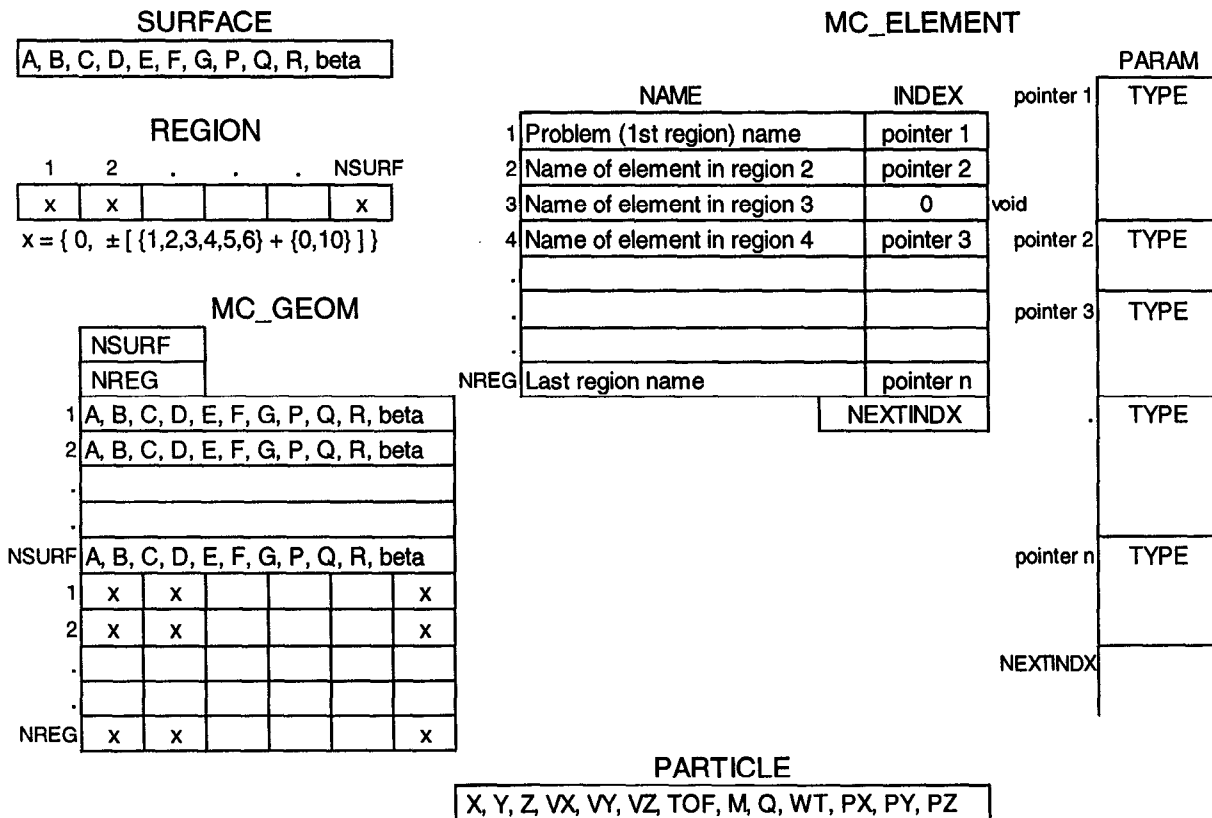 SURFACE
A, B, C, D, E, F, G, P, Q, R, beta
REGION
1 2 . . . NSURF
x x x
x = { 0, ± [ {1,2,3,4,5,6} + {0,10} ] }
MC_GEOM
NSURF
NREG
1 A, B, C, D, E, F, G, P, Q, R, beta
2 A, B, C, D, E, F, G, P, Q, R, beta
.
.
NSURF A, B, C, D, E, F, G, P, Q, R, beta
1 x x x
2 x x x
.
.
NREG x x x
MC_ELEMENT
NAME INDEX
1 Problem (1st region) name pointer 1
2 Name of element in region 2 pointer 2
3 Name of element in region 3 0 void
4 Name of element in region 4 pointer 3
.
.
.
NREG Last region name pointer n
NEXTINDX
PARAM
pointer 1 TYPE
pointer 2 TYPE
pointer 3 TYPE
. TYPE
pointer n TYPE
NEXTINDX
PARTICLE
X, Y, Z, VX, VY, VZ, TOF, M, Q, WT, PX, PY, PZ